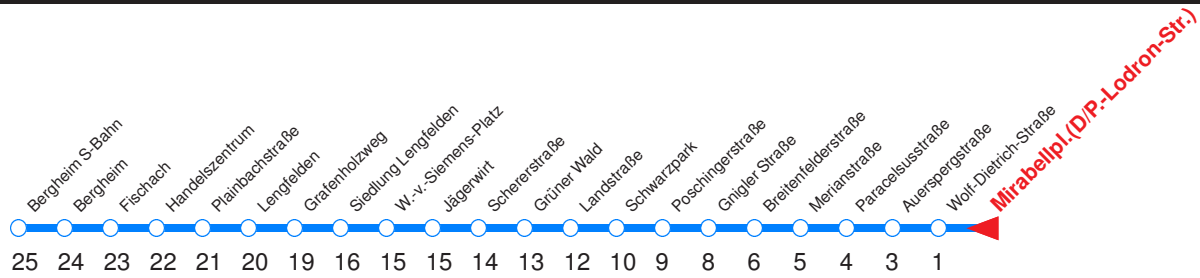 Bergheim S-Bahn
Bergheim
Fischach
Handelszentrum
Plainbachstraße
Lengfelden
Grafenholzweg
Siedlung Lengfelden
W.-v.-Siemens-Platz
Jägerwirt
Schererstraße
Grüner Wald
Landstraße
Schwarzpark
Poschingerstraße
Gnigler Straße
Breitenfelderstraße
Merianstraße
Paracelsusstraße
Auerspergstraße
Wolf-Dietrich-Straße
Mirabellpl.(D/P.-Lodron-Str.)
25 24 23 22 21 20 19 16 15 15 14 13 12 10 9 8 6 5 4 3 1